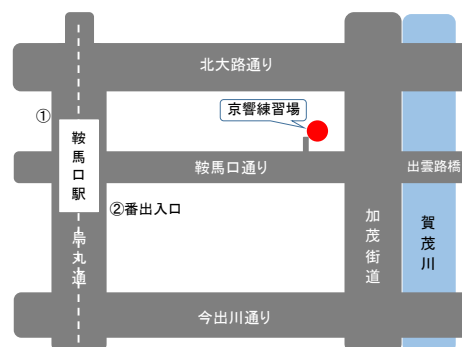 北大路通り
①
京響練習場
鞍馬口駅
鞍馬口通り
出雲路橋
②番出入口
烏丸通
加茂街道
賀茂川
今出川通り